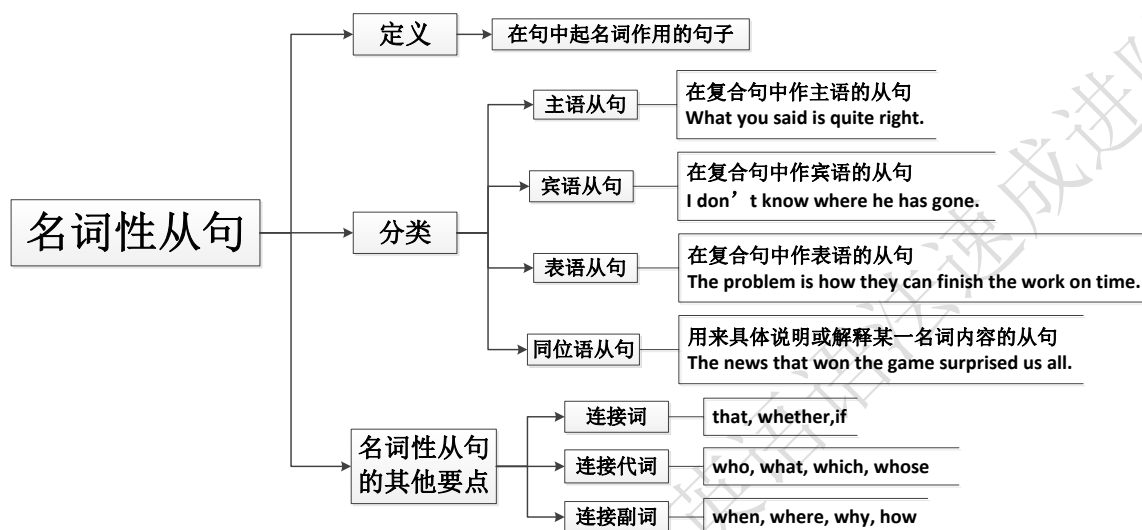 名词性从句
定义
在句中起名词作用的句子
分类
主语从句
在复合句中作主语的从句
What you said is quite right.
宾语从句
在复合句中作宾语的从句
I don’t know where he has gone.
表语从句
在复合句中作表语的从句
The problem is how they can finish the work on time.
同位语从句
用来具体说明或解释某一名词内容的从句
The news that won the game surprised us all.
名词性从句
的其他要点
连接词
that, whether,if
连接代词
who, what, which, whose
连接副词
when, where, why, how
英语语法速成进阶